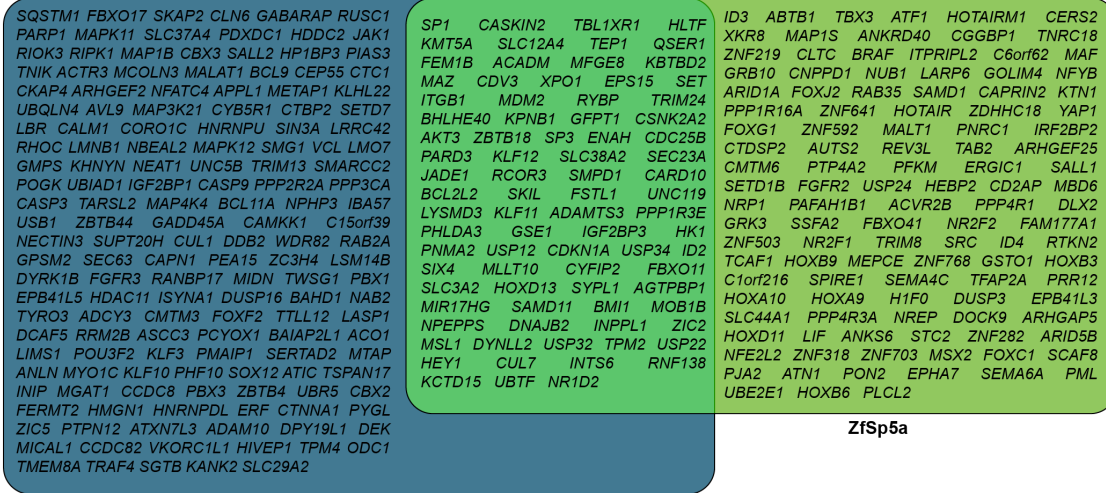 SQSTM1 FBXO17 SKAP2 CLN6 GABARAP RUSC1
PARP1 MAPK11 SLC37A4 PDXDC1 HDDC2 JAK1
RIOK3 RIPK1 MAP1B CBX3 SALL2 HP1BP3 PIAS3
TNIK ACTR3 MCOLN3 MALAT1 BCL9 CEP55 CTC1
CKAP4 ARHGEF2 NFATC4 APPL1 METAP1 KLHL22
UBQLN4 AVL9 MAP3K21 CYB5R1 CTBP2 SETD7
LBR CALM1 CORO1C HNRNPU SIN3A LRRC42
RHOC LMNB1 NBEAL2 MAPK12 SMG1 VCL LMO7
GMPS KHNYN NEAT1 UNC5B TRIM13 SMARCC2
POGK UBIAD1 IGF2BP1 CASP9 PPP2R2A PPP3CA
CASP3 TARSL2 MAP4K4 BCL11A NPHP3 IBA57
USB1 ZBTB44 GADD45A CAMKK1 C15orf39
NECTIN3 SUPT20H CUL1 DDB2 WDR82 RAB2A
GPSM2 SEC63 CAPN1 PEA15 ZC3H4 LSM14B
DYRK1B FGFR3 RANBP17 MIDN TWSG1 PBX1
EPB41L5 HDAC11 ISYNA1 DUSP16 BAHD1 NAB2
TYRO3 ADCY3 CMTM3 FOXF2 TTLL12 LASP1
DCAF5 RRM2B ASCC3 PCYOX1 BAIAP2L1 ACO1
LIMS1 POU3F2 KLF3 PMAIP1 SERTAD2 MTAP
ANLN MYO1C KLF10 PHF10 SOX12 ATIC TSPAN17
INIP MGAT1 CCDC8 PBX3 ZBTB4 UBR5 CBX2
FERMT2 HMGN1 HNRNPDL ERF CTNNA1 PYGL
ZIC5 PTPN12 ATXN7L3 ADAM10 DPY19L1 DEK
MICAL1 CCDC82 VKORC1L1 HIVEP1 TPM4 ODC1
TMEM8A TRAF4 SGTB KANK2 SLC29A2
SP1 CASKIN2 TBL1XR1 HLTF
KMT5A SLC12A4 TEP1 QSER1
FEM1B ACADM MFGE8 KBTBD2
MAZ CDV3 XPO1 EPS15 SET
ITGB1 MDM2 RYBP TRIM24
BHLHE40 KPNB1 GFPT1 CSNK2A2
AKT3 ZBTB18 SP3 ENAH CDC25B
PARD3 KLF12 SLC38A2 SEC23A
JADE1 RCOR3 SMPD1 CARD10
BCL2L2 SKIL FSTL1 UNC119
LYSMD3 KLF11 ADAMTS3 PPP1R3E
PHLDA3 GSE1 IGF2BP3 HK1
PNMA2 USP12 CDKN1A USP34 ID2
SIX4 MLLT10 CYFIP2 FBXO11
SLC3A2 HOXD13 SYPL1 AGTPBP1
MIR17HG SAMD11 BMI1 MOB1B
NPEPPS DNAJB2 INPPL1 ZIC2
MSL1 DYNLL2 USP32 TPM2 USP22
HEY1 CUL7 INTS6 RNF138
KCTD15 UBTF NR1D2
ID3 ABTB1 TBX3 ATF1 HOTAIRM1 CERS2
XKR8 MAP1S ANKRD40 CGGBP1 TNRC18
ZNF219 CLTC BRAF ITPRIPL2 C6orf62 MAF
GRB10 CNPPD1 NUB1 LARP6 GOLIM4 NFYB
ARID1A FOXJ2 RAB35 SAMD1 CAPRIN2 KTN1
PPP1R16A ZNF641 HOTAIR ZDHHC18 YAP1
FOXG1 ZNF592 MALT1 PNRC1 IRF2BP2
CTDSP2 AUTS2 REV3L TAB2 ARHGEF25
CMTM6 PTP4A2 PFKM ERGIC1 SALL1
SETD1B FGFR2 USP24 HEBP2 CD2AP MBD6
NRP1 PAFAH1B1 ACVR2B PPP4R1 DLX2
GRK3 SSFA2 FBXO41 NR2F2 FAM177A1
ZNF503 NR2F1 TRIM8 SRC ID4 RTKN2
TCAF1 HOXB9 MEPCE ZNF768 GSTO1 HOXB3
C1orf216 SPIRE1 SEMA4C TFAP2A PRR12
HOXA10 HOXA9 H1F0 DUSP3 EPB41L3
SLC44A1 PPP4R3A NREP DOCK9 ARHGAP5
HOXD11 LIF ANKS6 STC2 ZNF282 ARID5B
NFE2L2 ZNF318 ZNF703 MSX2 FOXC1 SCAF8
PJA2 ATN1 PON2 EPHA7 SEMA6A PML
UBE2E1 HOXB6 PLCL2
ZfSp5a